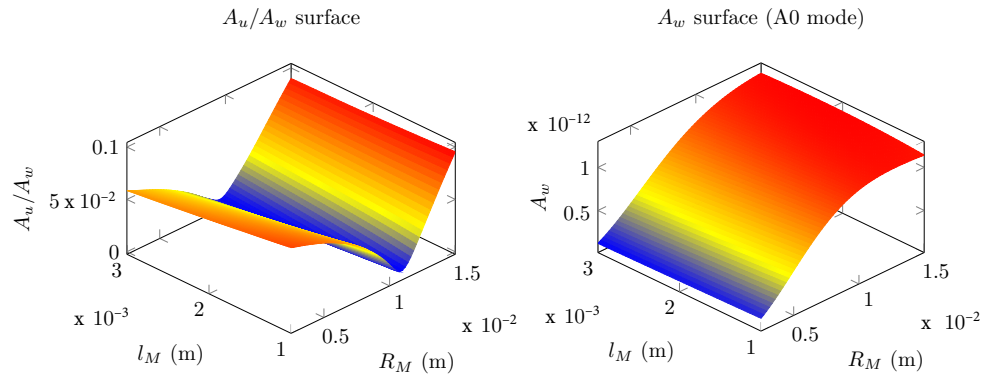 A_u/A_w surface
0.1
5 x 10^-2
0
A_u/A_w
3
2
1
x 10^-3
l_M (m)
0.5
1
1.5
x 10^-2
R_M (m)
A_w surface (A0 mode)
x 10^-12
1
0.5
A_w
3
2
1
x 10^-3
l_M (m)
0.5
1
1.5
x 10^-2
R_M (m)